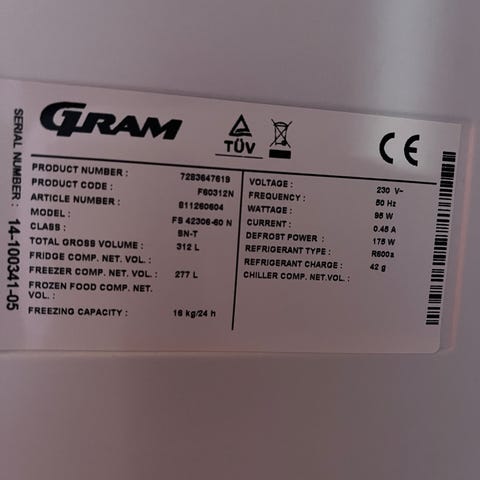 GRAM
TÜV
CE
SERIAL NUMBER : 14-100341-05
PRODUCT NUMBER : 7283647619
PRODUCT CODE : F60312N
ARTICLE NUMBER : 811260604
MODEL : FS 42306-60 N
CLASS : SN-T
TOTAL GROSS VOLUME : 312 L
FRIDGE COMP. NET.VOL. :
FREEZER COMP. NET VOL. : 277 L
FROZEN FOOD COMP. NET.
VOL. :
FREEZING CAPACITY : 16 kg/24 h
VOLTAGE : 230 V~
FREQUENCY : 50 Hz
WATTAGE : 95 W
CURRENT : 0.45 A
DEFROST POWER : 175 W
REFRIGERANT TYPE : R600a
REFRIGERANT CHARGE : 42 g
CHILLER COMP. NET.VOL. :